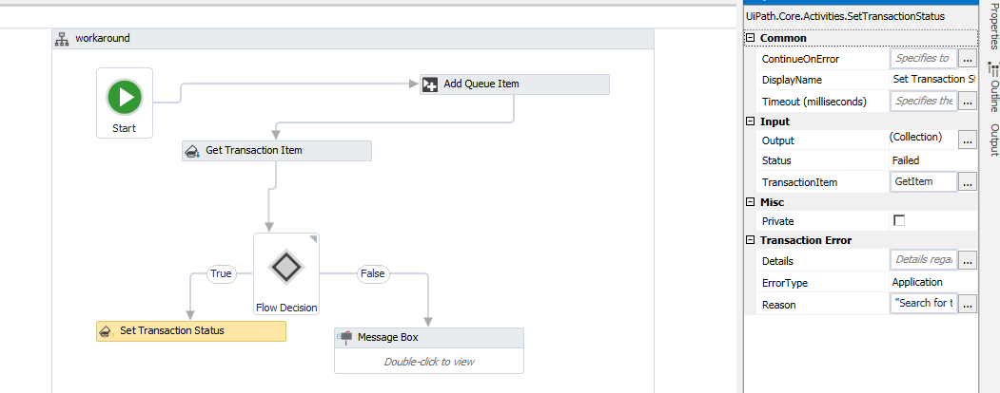 workaround
Start
Add Queue Item
Get Transaction Item
True
False
Flow Decision
Set Transaction Status
Message Box
Double-click to view
UiPath.Core.Activities.SetTransactionStatus
Common
ContinueOnError Specifies to ...
DisplayName Set Transaction St
Timeout (milliseconds) Specifies the ...
Input
Output (Collection) ...
Status Failed
TransactionItem GetItem ...
Misc
Private
Transaction Error
Details Details regar ...
ErrorType Application
Reason "Search for t ...
Properties
Outline
Output